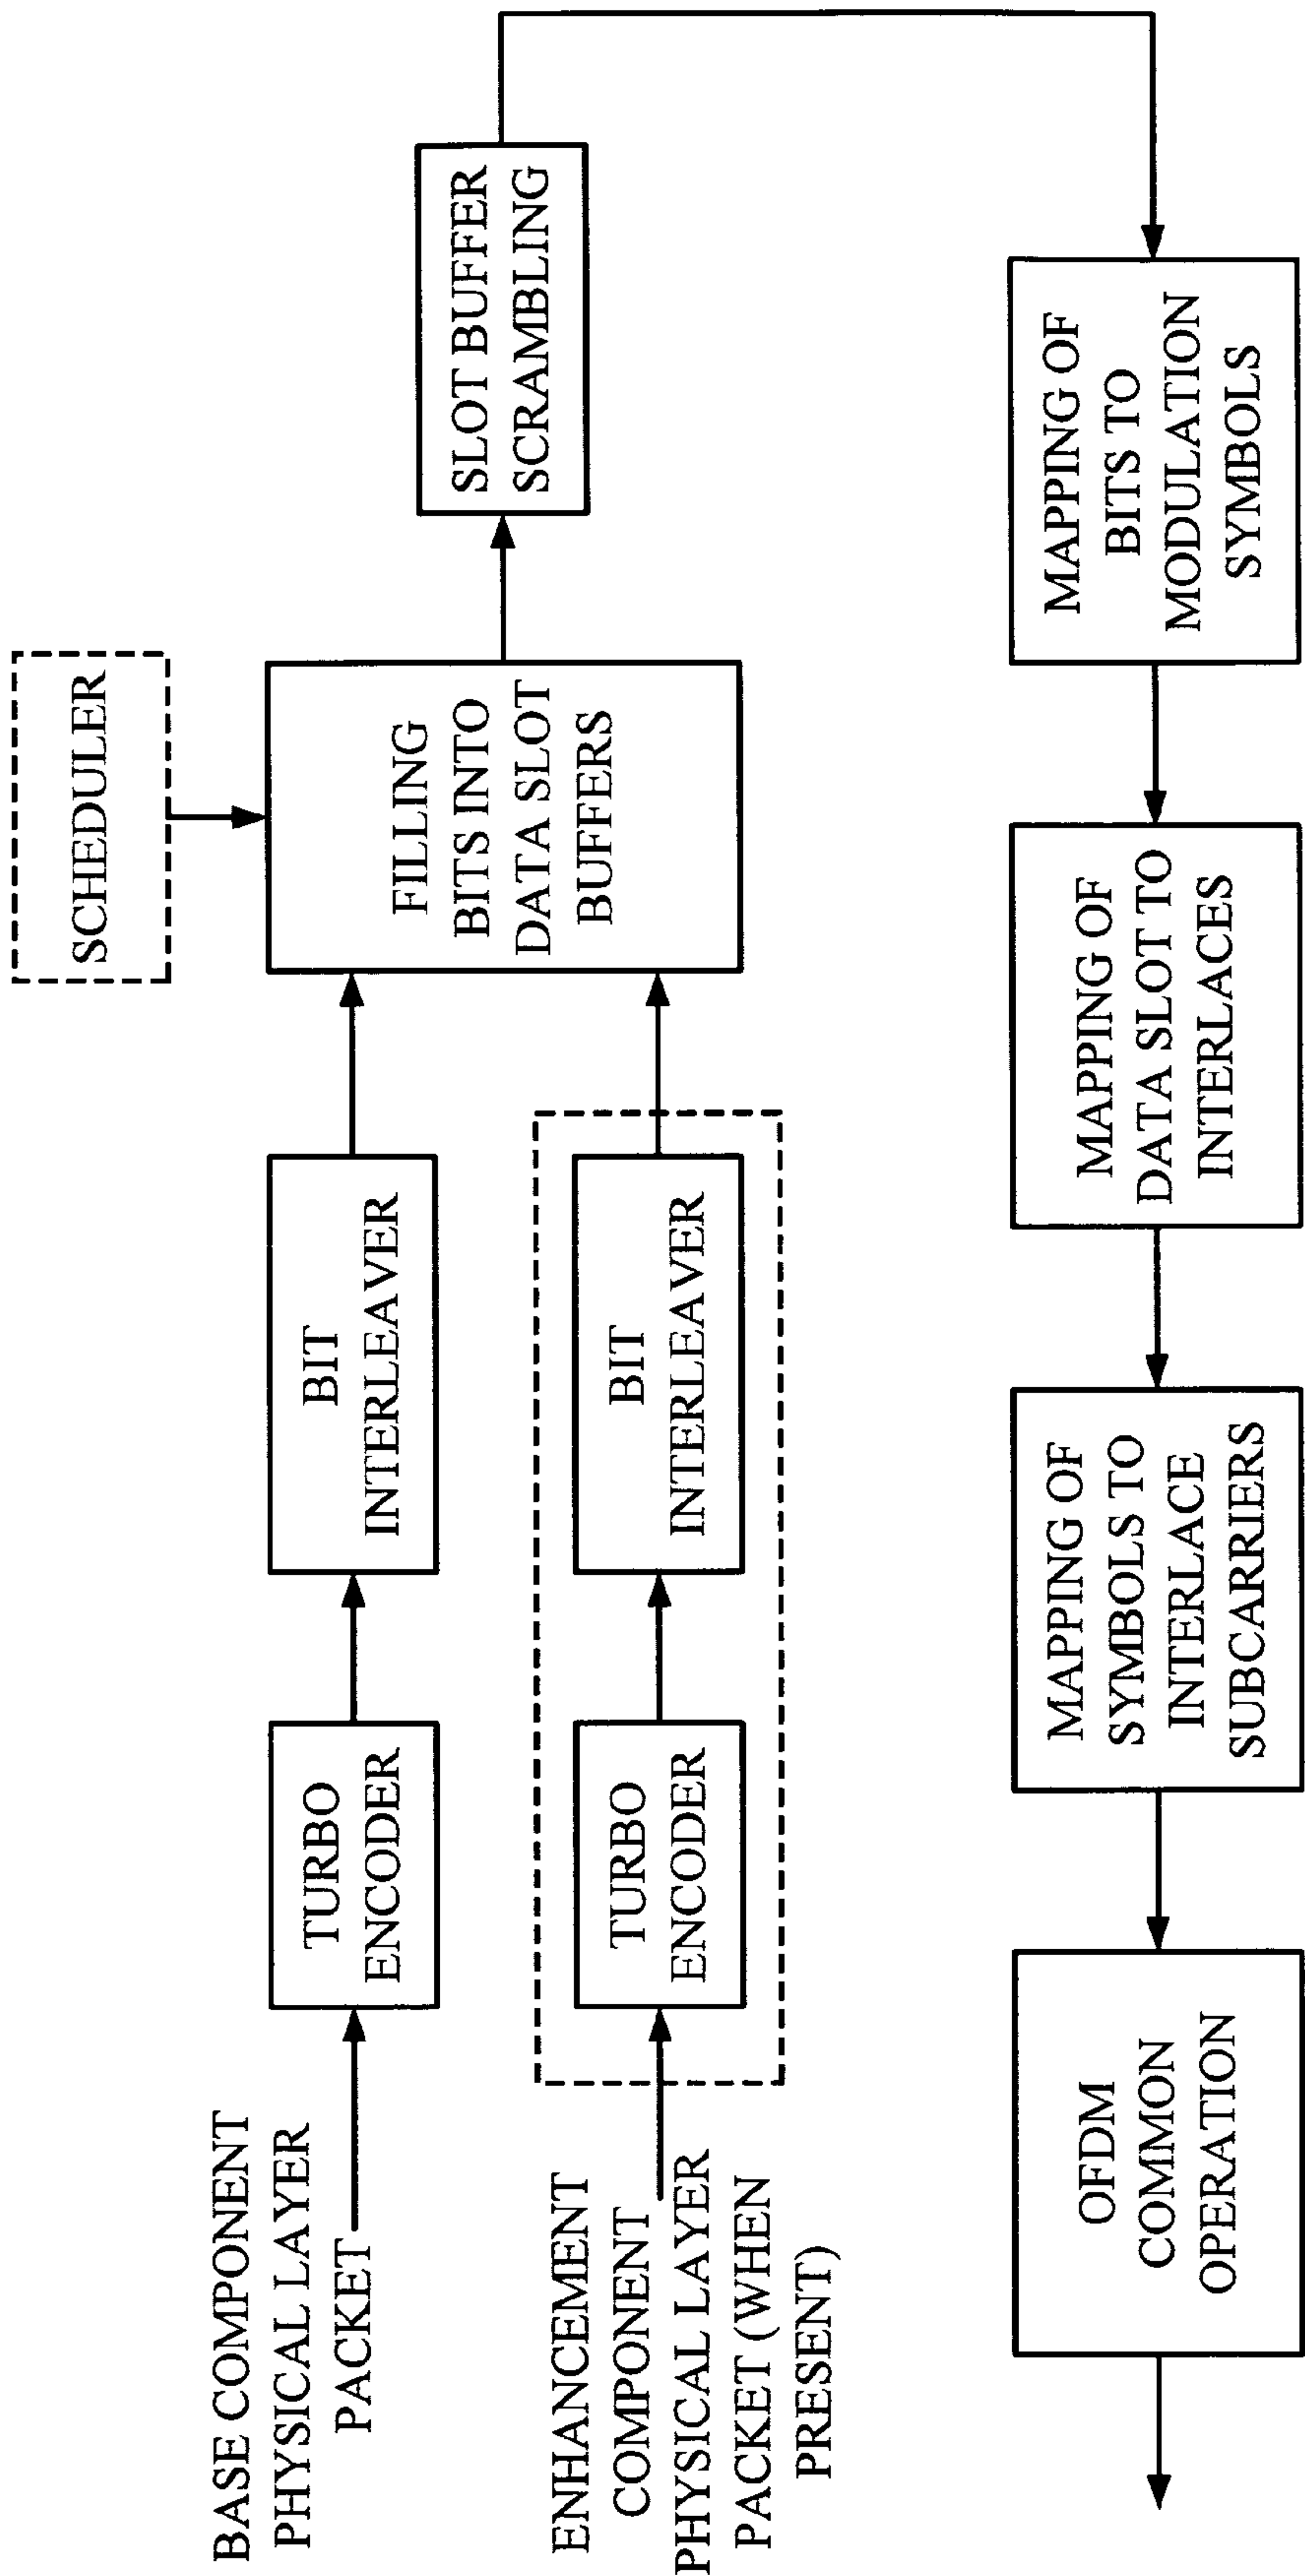 SCHEDULER
BASE COMPONENT
PHYSICAL LAYER
PACKET
TURBO
ENCODER
BIT
INTERLEAVER
FILLING
BITS INTO
DATA SLOT
BUFFERS
SLOT BUFFER
SCRAMBLING
ENHANCEMENT
COMPONENT
PHYSICAL LAYER
PACKET (WHEN
PRESENT)
TURBO
ENCODER
BIT
INTERLEAVER
MAPPING OF
BITS TO
MODULATION
SYMBOLS
MAPPING OF
DATA SLOT TO
INTERLACES
MAPPING OF
SYMBOLS TO
INTERLACE
SUBCARRIERS
OFDM
COMMON
OPERATION